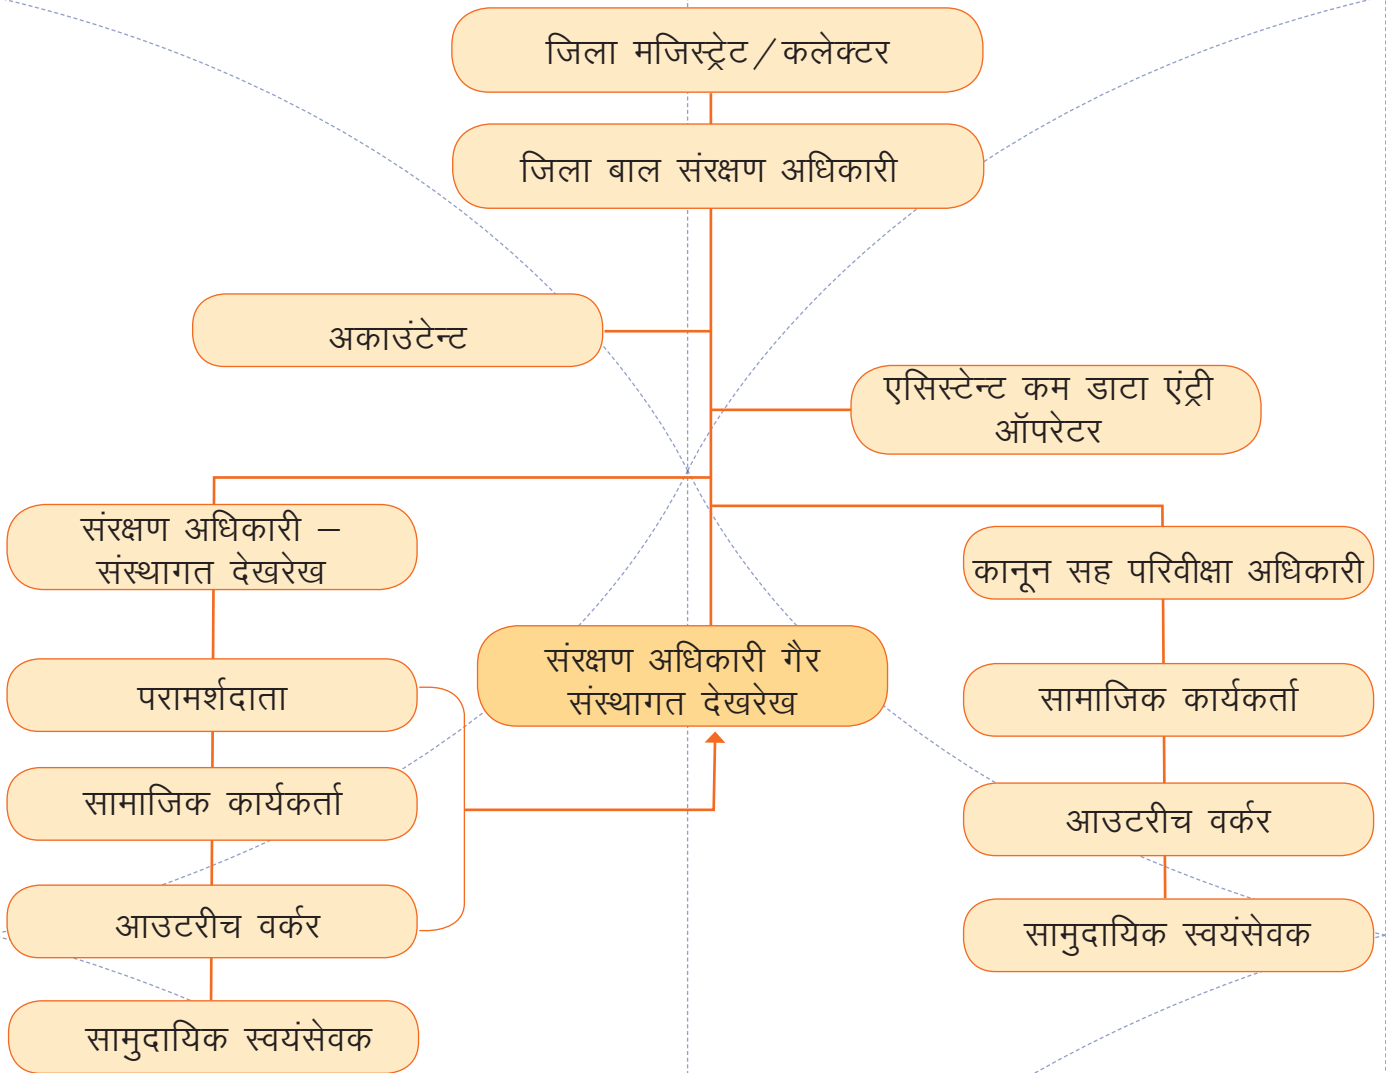 जिला मजिस्ट्रेट/कलेक्टर
जिला बाल संरक्षण अधिकारी
अकाउंटेन्ट
एसिस्टेन्ट कम डाटा एंट्री
ऑपरेटर
संरक्षण अधिकारी –
संस्थागत देखरेख
परामर्शदाता
सामाजिक कार्यकर्ता
आउटरीच वर्कर
सामुदायिक स्वयंसेवक
संरक्षण अधिकारी गैर
संस्थागत देखरेख
कानून सह परिवीक्षा अधिकारी
सामाजिक कार्यकर्ता
आउटरीच वर्कर
सामुदायिक स्वयंसेवक